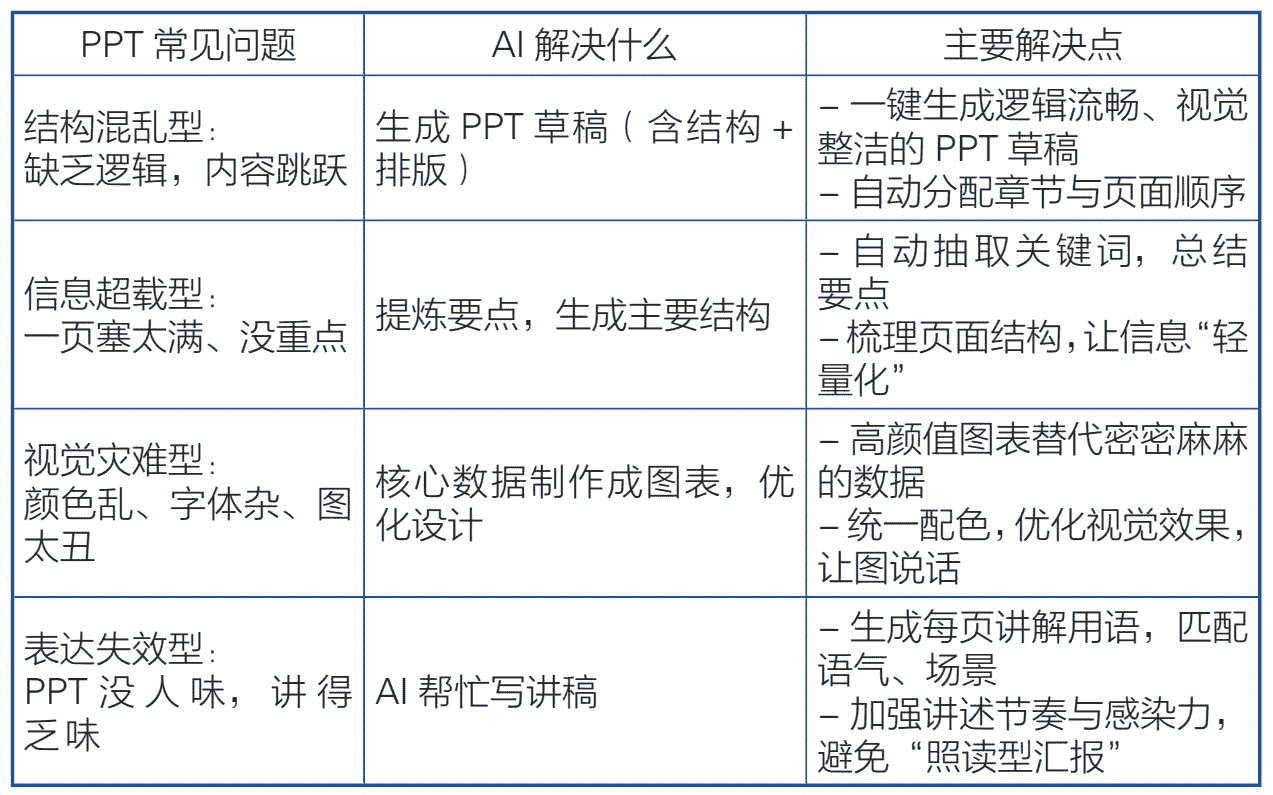 PPT 常见问题
AI 解决什么
主要解决点
结构混乱型：
缺乏逻辑，内容跳跃
生成 PPT 草稿（含结构 +
排版）
– 一键生成逻辑流畅、视觉
整洁的 PPT 草稿
– 自动分配章节与页面顺序
信息超载型：
一页塞太满、没重点
提炼要点，生成主要结构
– 自动抽取关键词，总结
要点
– 梳理页面结构，让信息“轻
量化”
视觉灾难型：
颜色乱、字体杂、图
太丑
核心数据制作成图表，优
化设计
– 高颜值图表替代密密麻麻
的数据
– 统一配色，优化视觉效果，
让图说话
表达失效型：
PPT 没人味，讲得
乏味
AI 帮忙写讲稿
– 生成每页讲解用语，匹配
语气、场景
– 加强讲述节奏与感染力，
避免“照读型汇报”